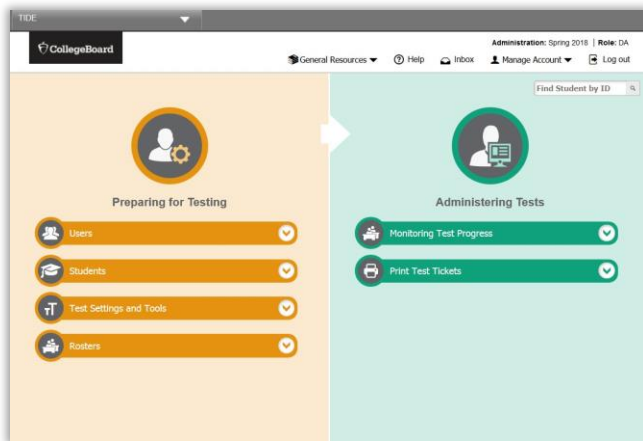 TIDE
CollegeBoard
Administration: Spring 2018 | Role: DA
General Resources
Help
Inbox
Manage Account
Log out
Find Student by ID
Preparing for Testing
Users
Students
Test Settings and Tools
Rosters
Administering Tests
Monitoring Test Progress
Print Test Tickets